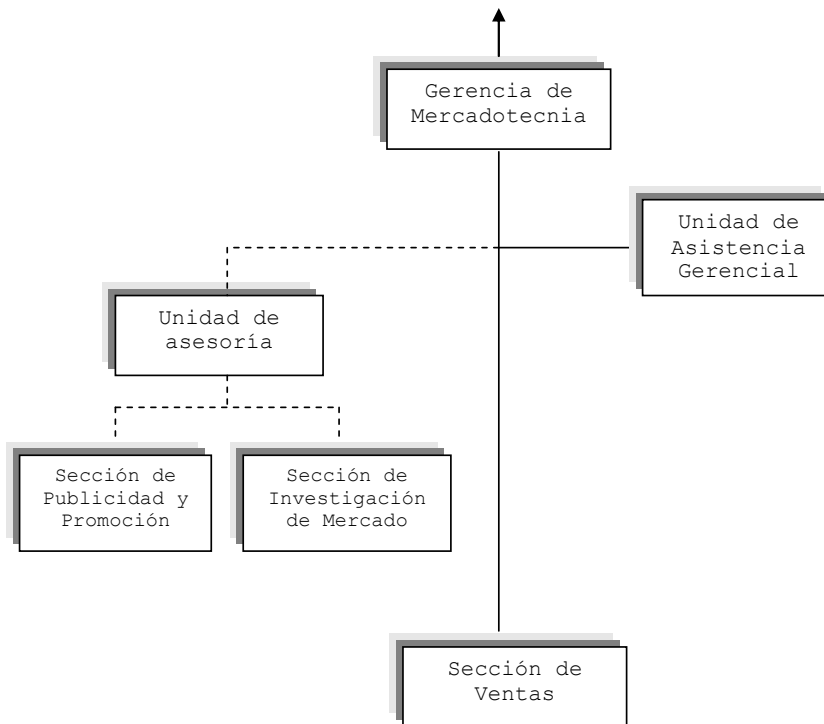 Gerencia de
Mercadotecnia
Unidad de
Asistencia
Gerencial
Unidad de
asesoría
Sección de
Publicidad y
Promoción
Sección de
Investigación
de Mercado
Sección de
Ventas